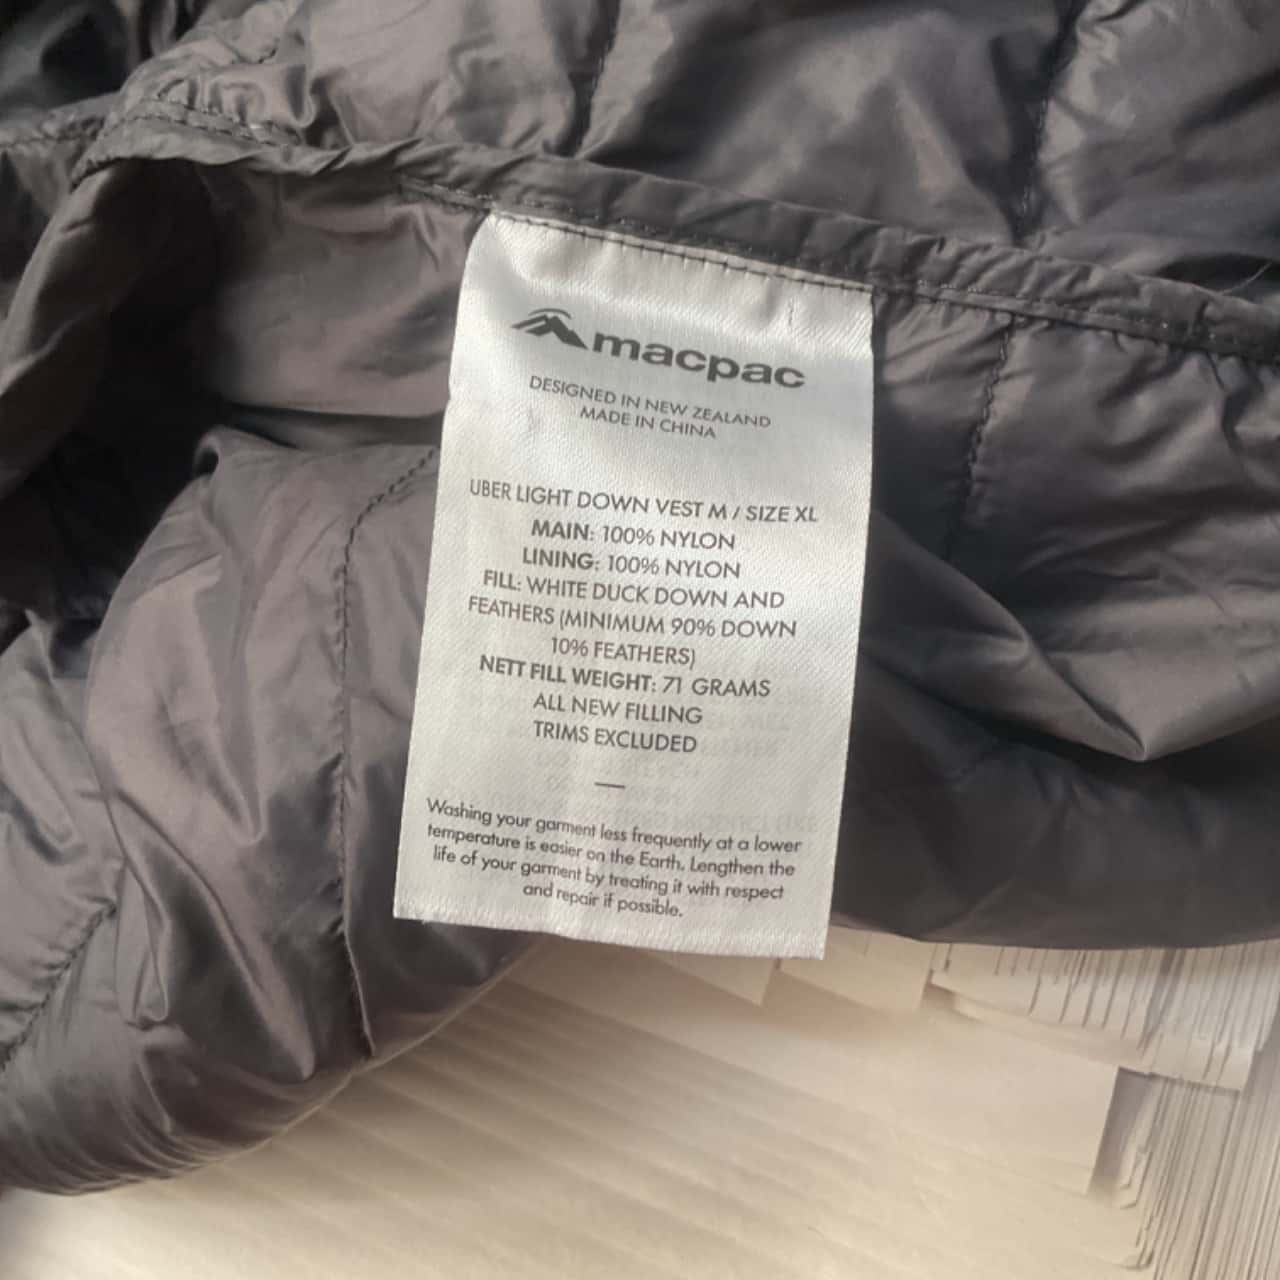 macpac
DESIGNED IN NEW ZEALAND
MADE IN CHINA
UBER LIGHT DOWN VEST M / SIZE XL
MAIN: 100% NYLON
LINING: 100% NYLON
FILL: WHITE DUCK DOWN AND
FEATHERS (MINIMUM 90% DOWN
10% FEATHERS)
NETT FILL WEIGHT: 71 GRAMS
ALL NEW FILLING
TRIMS EXCLUDED
—
Washing your garment less frequently at a lower
temperature is easier on the Earth. Lengthen the
life of your garment by treating it with respect
and repair if possible.